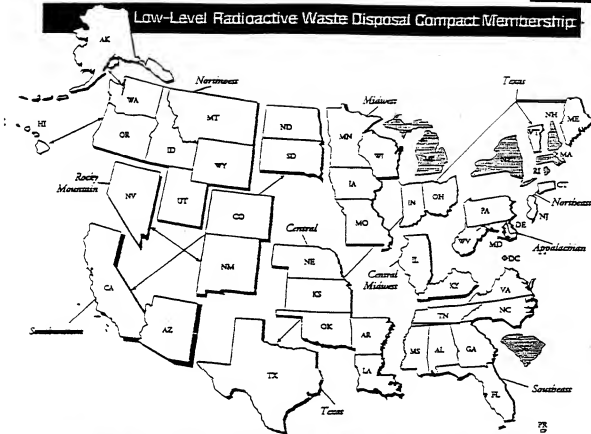 Low-Level Radioactive Waste Disposal Compact Membership
AK
Northwest
Texas
HI
WA
MT
ND
Midwest
MN
NH
ME
OR
ID
SD
WI
MI
NY
MA
RI
WY
CT
Rocky
Mountain
NV
UT
CO
IA
IN
OH
PA
NJ
Northeast
Central
NE
MO
WV
MD
DE
Appalachian
CA
NM
IL
DC
KS
Central
Midwest
KY
VA
AZ
OK
AR
TN
NC
TX
LA
MS
AL
GA
FL
Southeast
Texas
PR